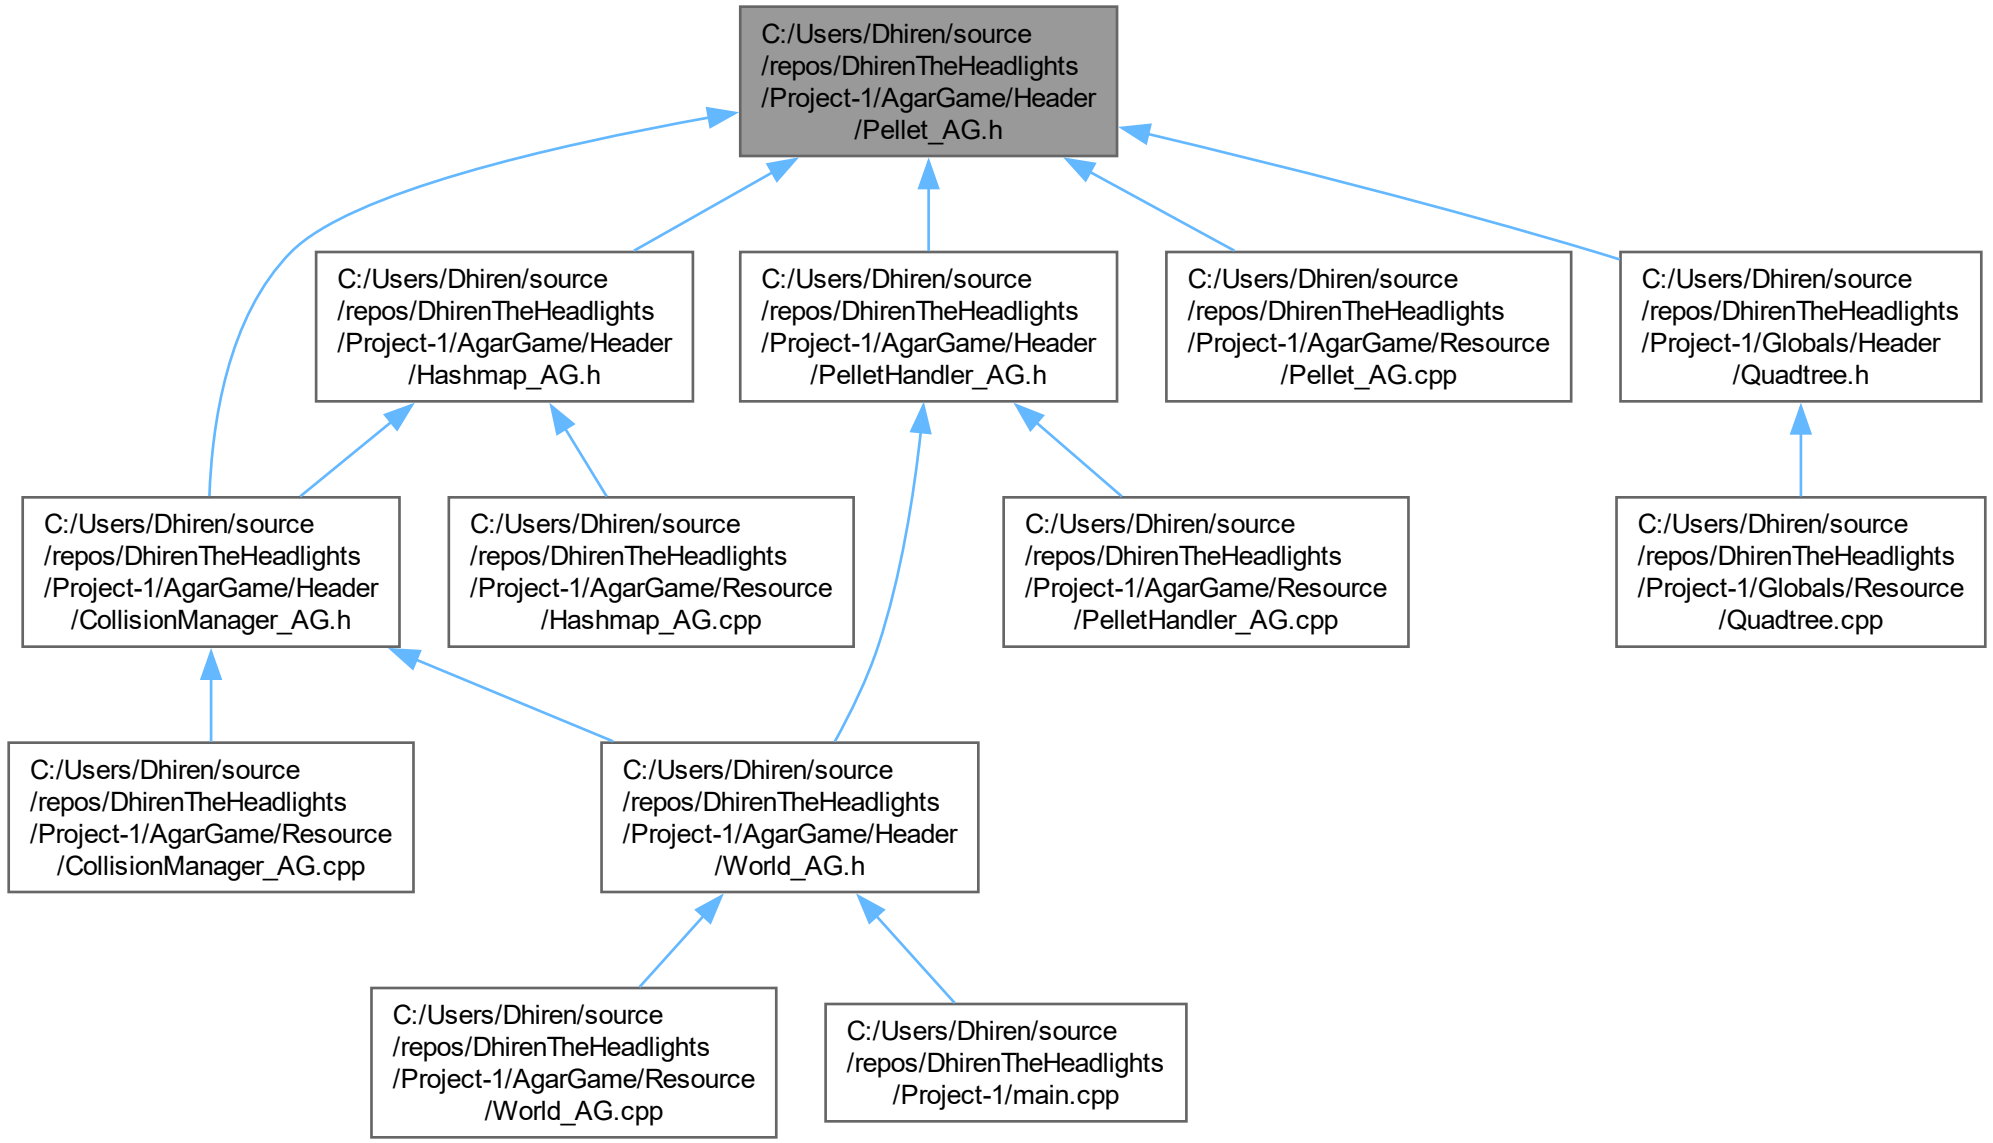 C:/Users/Dhiren/source
/repos/DhirenTheHeadlights
/Project-1/AgarGame/Header
/Pellet_AG.h
C:/Users/Dhiren/source
/repos/DhirenTheHeadlights
/Project-1/AgarGame/Header
/Hashmap_AG.h
C:/Users/Dhiren/source
/repos/DhirenTheHeadlights
/Project-1/AgarGame/Header
/PelletHandler_AG.h
C:/Users/Dhiren/source
/repos/DhirenTheHeadlights
/Project-1/AgarGame/Resource
/Pellet_AG.cpp
C:/Users/Dhiren/source
/repos/DhirenTheHeadlights
/Project-1/Globals/Header
/Quadtree.h
C:/Users/Dhiren/source
/repos/DhirenTheHeadlights
/Project-1/AgarGame/Header
/CollisionManager_AG.h
C:/Users/Dhiren/source
/repos/DhirenTheHeadlights
/Project-1/AgarGame/Resource
/Hashmap_AG.cpp
C:/Users/Dhiren/source
/repos/DhirenTheHeadlights
/Project-1/AgarGame/Resource
/PelletHandler_AG.cpp
C:/Users/Dhiren/source
/repos/DhirenTheHeadlights
/Project-1/Globals/Resource
/Quadtree.cpp
C:/Users/Dhiren/source
/repos/DhirenTheHeadlights
/Project-1/AgarGame/Resource
/CollisionManager_AG.cpp
C:/Users/Dhiren/source
/repos/DhirenTheHeadlights
/Project-1/AgarGame/Header
/World_AG.h
C:/Users/Dhiren/source
/repos/DhirenTheHeadlights
/Project-1/AgarGame/Resource
/World_AG.cpp
C:/Users/Dhiren/source
/repos/DhirenTheHeadlights
/Project-1/main.cpp